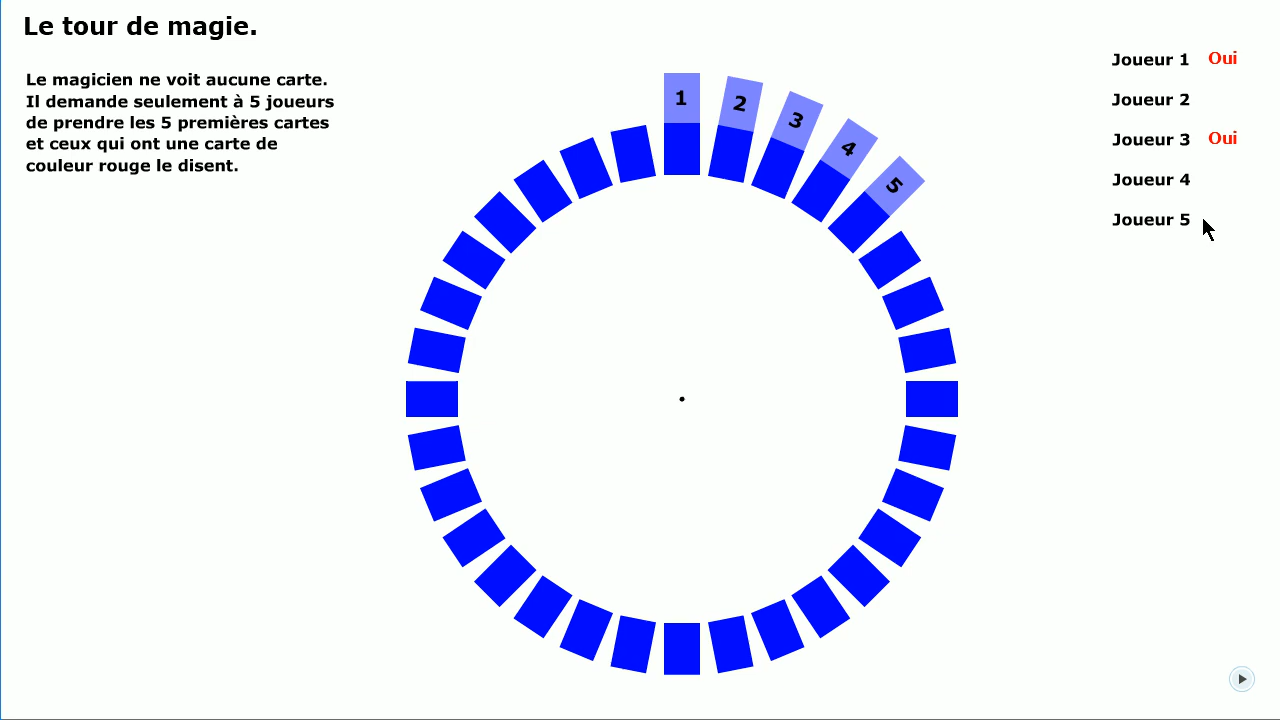 Le tour de magie.
Le magicien ne voit aucune carte.
Il demande seulement à 5 joueurs
de prendre les 5 premières cartes
et ceux qui ont une carte de
couleur rouge le disent.
1
2
3
4
5
Joueur 1 Oui
Joueur 2
Joueur 3 Oui
Joueur 4
Joueur 5